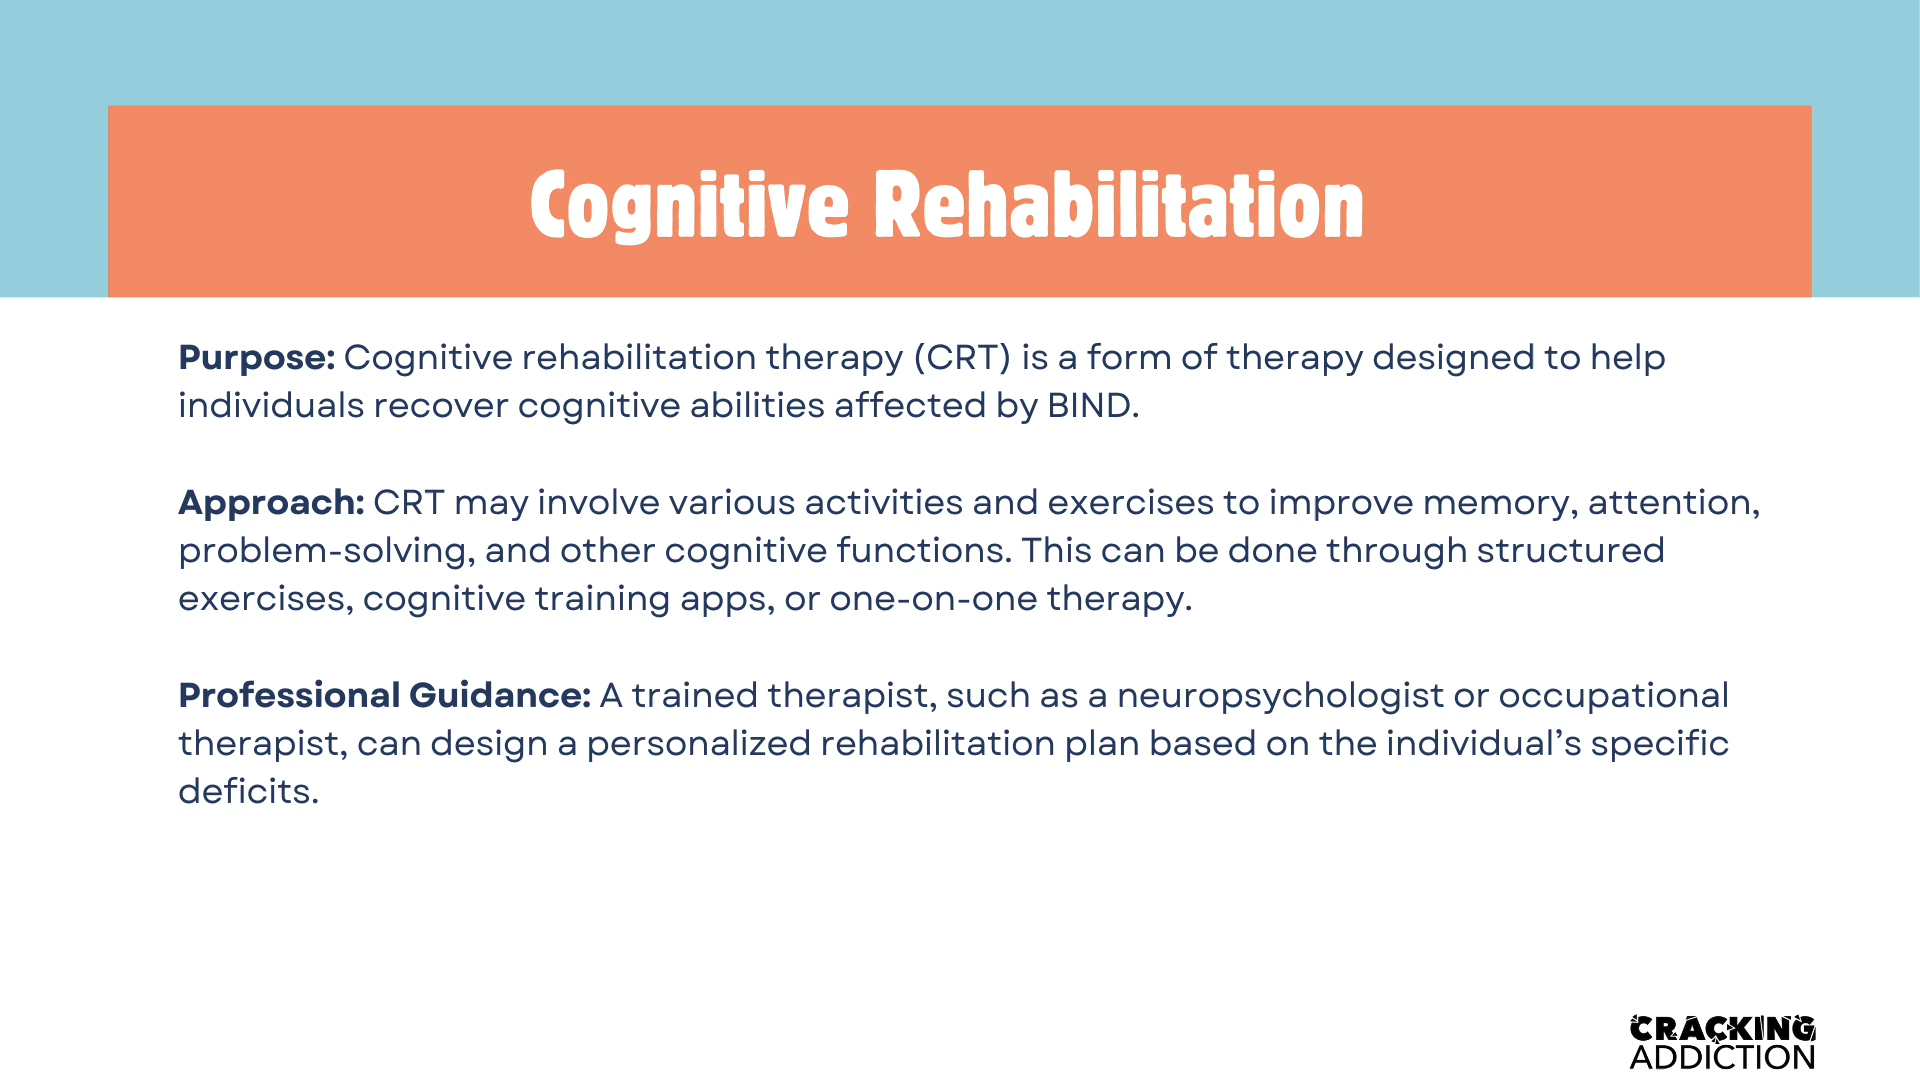 Cognitive Rehabilitation
Purpose: Cognitive rehabilitation therapy (CRT) is a form of therapy designed to help
individuals recover cognitive abilities affected by BIND.
Approach: CRT may involve various activities and exercises to improve memory, attention,
problem-solving, and other cognitive functions. This can be done through structured
exercises, cognitive training apps, or one-on-one therapy.
Professional Guidance: A trained therapist, such as a neuropsychologist or occupational
therapist, can design a personalized rehabilitation plan based on the individual’s specific
deficits.
CRACKING
ADDICTION